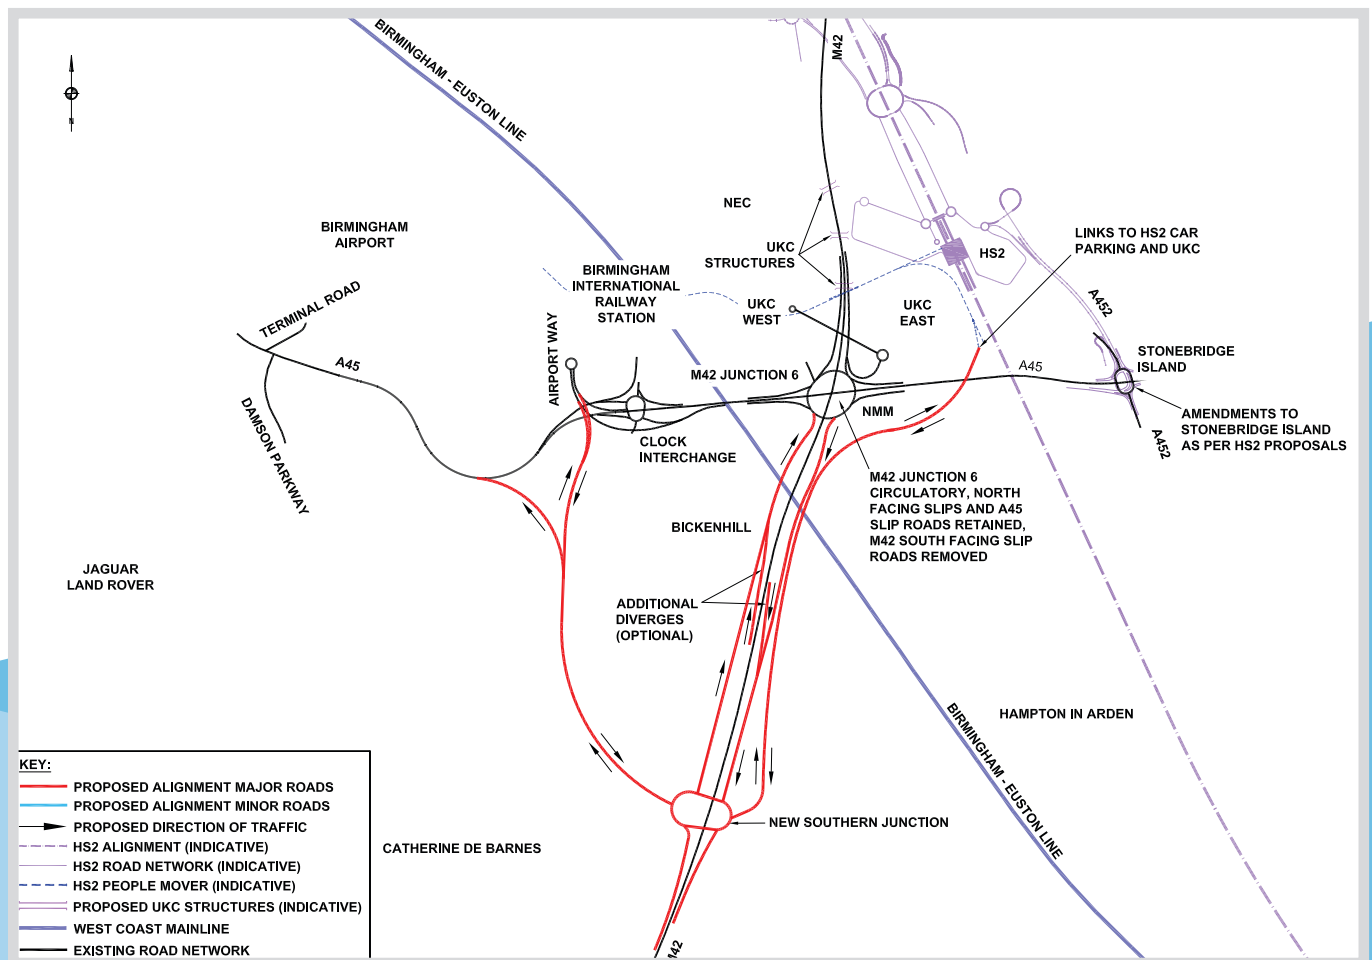 BIRMINGHAM - EUSTON LINE
M42
N
NEC
BIRMINGHAM
AIRPORT
UKC
STRUCTURES
HS2
LINKS TO HS2 CAR
PARKING AND UKC
BIRMINGHAM
INTERNATIONAL
RAILWAY
STATION
UKC
WEST
UKC
EAST
A452
TERMINAL ROAD
A45
AIRPORT WAY
M42 JUNCTION 6
A45
STONEBRIDGE
ISLAND
DAMSON PARKWAY
NMM
AMENDMENTS TO
STONEBRIDGE ISLAND
AS PER HS2 PROPOSALS
A452
CLOCK
INTERCHANGE
M42 JUNCTION 6
CIRCULATORY, NORTH
FACING SLIPS AND A45
SLIP ROADS RETAINED,
M42 SOUTH FACING SLIP
ROADS REMOVED
BICKENHILL
JAGUAR
LAND ROVER
ADDITIONAL
DIVERGES
(OPTIONAL)
HAMPTON IN ARDEN
BIRMINGHAM - EUSTON LINE
NEW SOUTHERN JUNCTION
CATHERINE DE BARNES
M42
KEY:
PROPOSED ALIGNMENT MAJOR ROADS
PROPOSED ALIGNMENT MINOR ROADS
PROPOSED DIRECTION OF TRAFFIC
HS2 ALIGNMENT (INDICATIVE)
HS2 ROAD NETWORK (INDICATIVE)
HS2 PEOPLE MOVER (INDICATIVE)
PROPOSED UKC STRUCTURES (INDICATIVE)
WEST COAST MAINLINE
EXISTING ROAD NETWORK